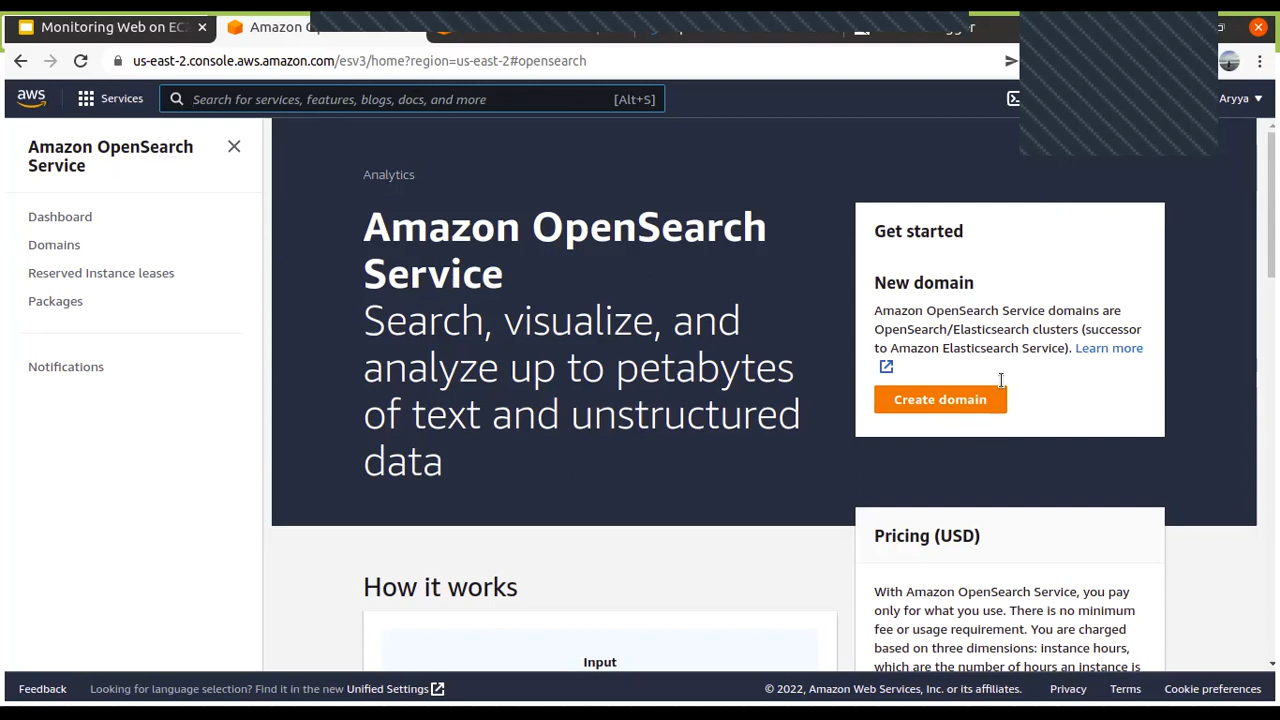 Monitoring Web on EC
Amazon O
us-east-2.console.aws.amazon.com/esv3/home?region=us-east-2#opensearch
aws
Services
Search for services, features, blogs, docs, and more
[Alt+S]
Aryya
Amazon OpenSearch
Service
Dashboard
Domains
Reserved Instance leases
Packages
Notifications
Analytics
Amazon OpenSearch
Service
Search, visualize, and
analyze up to petabytes
of text and unstructured
data
Get started
New domain
Amazon OpenSearch Service domains are
OpenSearch/Elasticsearch clusters (successor
to Amazon Elasticsearch Service). Learn more
Create domain
How it works
Input
Pricing (USD)
With Amazon OpenSearch Service, you pay
only for what you use. There is no minimum
fee or usage requirement. You are charged
based on three dimensions: instance hours,
which are the number of hours an instance is
Feedback
Looking for language selection? Find it in the new Unified Settings
© 2022, Amazon Web Services, Inc. or its affiliates.
Privacy
Terms
Cookie preferences